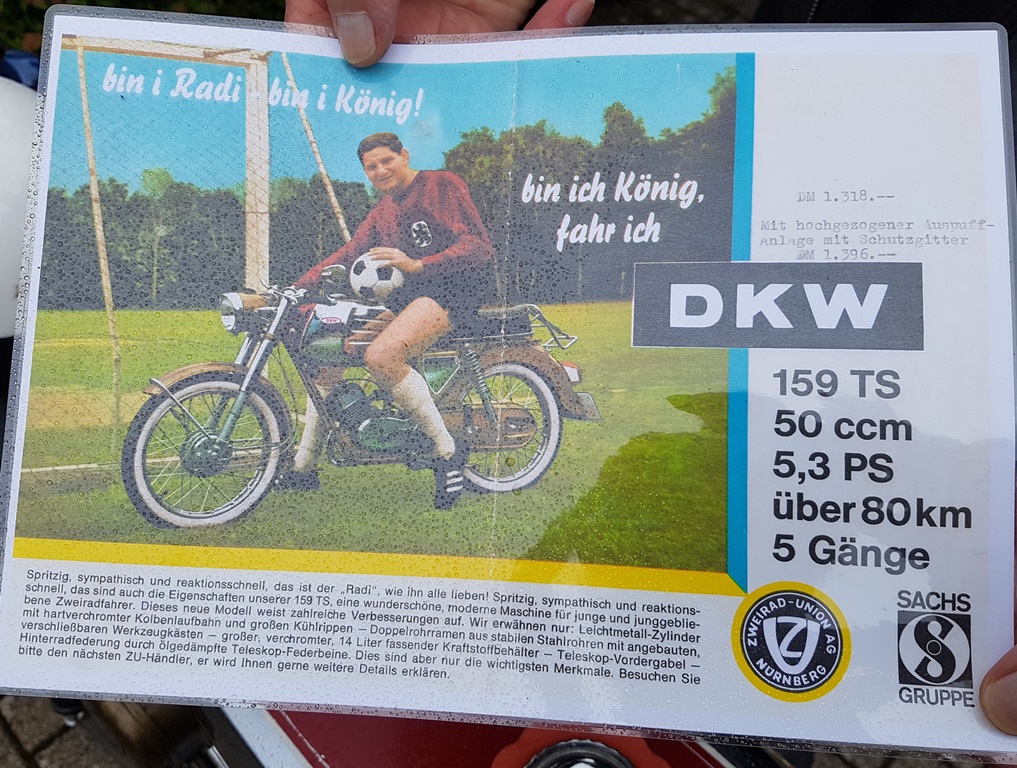 bin i Radi - bin i König!
bin ich König,
fahr ich
DM 1.318.--
Mit hochgezogener Auspuff-
anlage mit Schutzgitter
DM 1.396.--
DKW
159 TS
50 ccm
5,3 PS
über 80 km
5 Gänge
Spritzig, sympathisch und reaktionsschnell, das ist der „Radi", wie ihn alle lieben! Spritzig, sympathisch und reaktions-
schnell, das sind auch die Eigenschaften unserer 159 TS, eine wunderschöne, moderne Maschine für junge und junggeblie-
bene Zweiradfahrer. Dieses neue Modell weist zahlreiche Verbesserungen auf. Wir erwähnen nur: Leichtmetall-Zylinder
mit hartverchromter Kolbenlaufbahn und großen Kühlrippen – Doppelrohrramen aus stabilen Stahlrohren mit angebauten,
verschließbaren Werkzeugkästen – großer, verchromter, 14 Liter fassender Kraftstoffbehälter – Teleskop-Vordergabel –
Hinterradfederung durch ölgedämpfte Teleskop-Federbeine. Dies sind aber nur die wichtigsten Merkmale. Besuchen Sie
bitte den nächsten ZU-Händler, er wird Ihnen gerne weitere Details erklären.
ZWEIRAD-UNION AG
NÜRNBERG
SACHS
GRUPPE